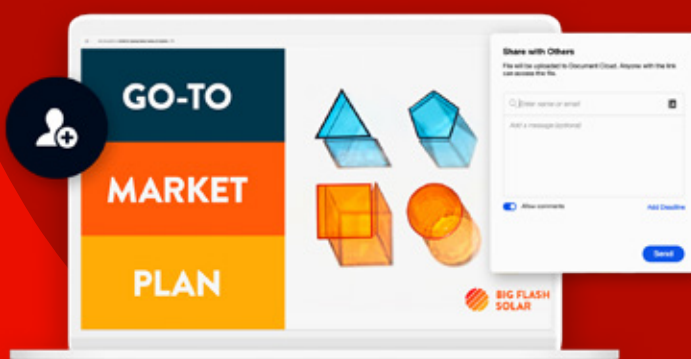 GO-TO
MARKET
PLAN
BIG FLASH
SOLAR
Share with Others
File will be uploaded to Document Cloud. Anyone with the link
can access this file.
Enter name or email
Add a message (optional)
Allow comments
Add Deadline
Send